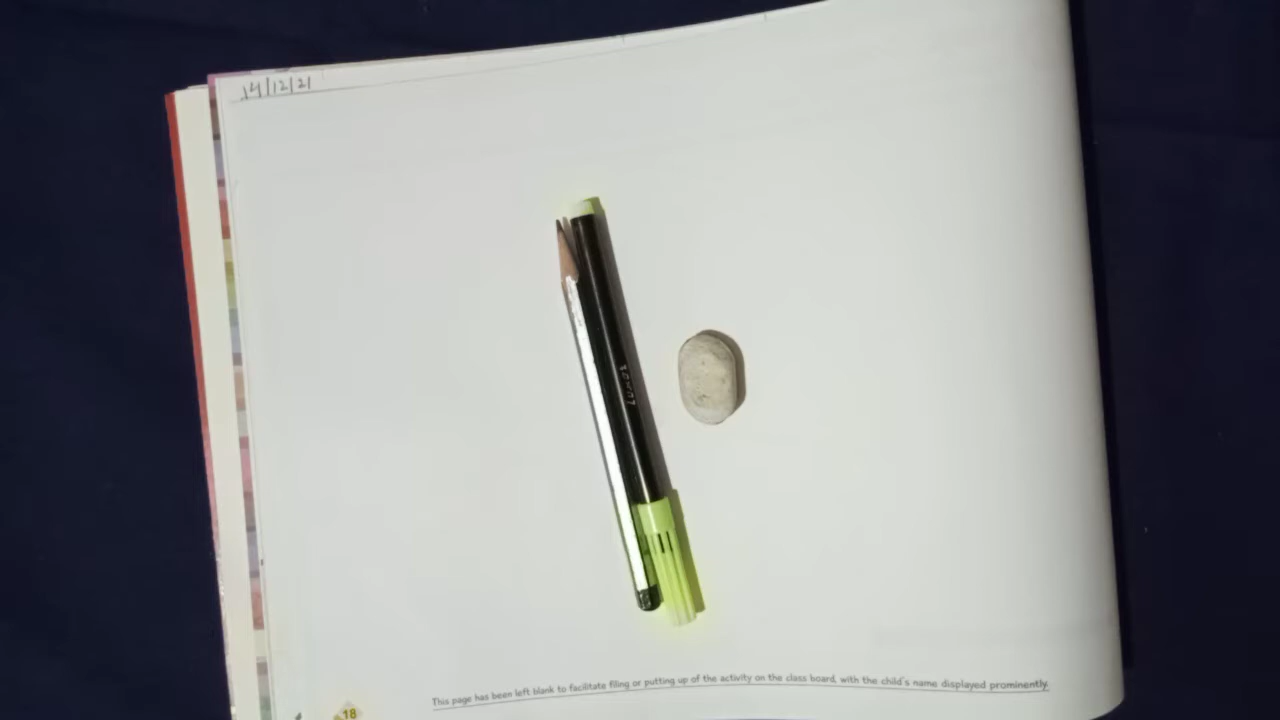 14/12/21
Lumos
This page has been left blank to facilitate filing or putting up of the activity on the class board, with the child's name displayed prominently.
18